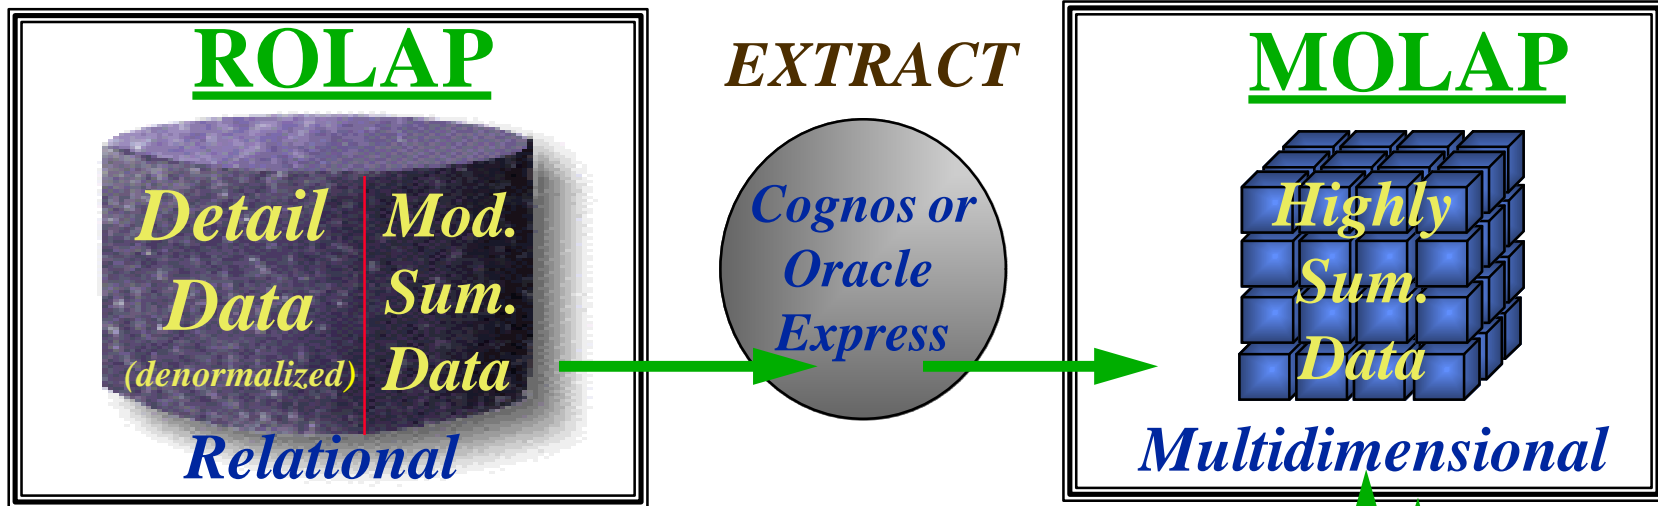 ROLAP
Detail
Data
(denormalized)
Mod.
Sum.
Data
Relational
EXTRACT
Cognos or
Oracle
Express
MOLAP
Highly
Sum.
Data
Multidimensional